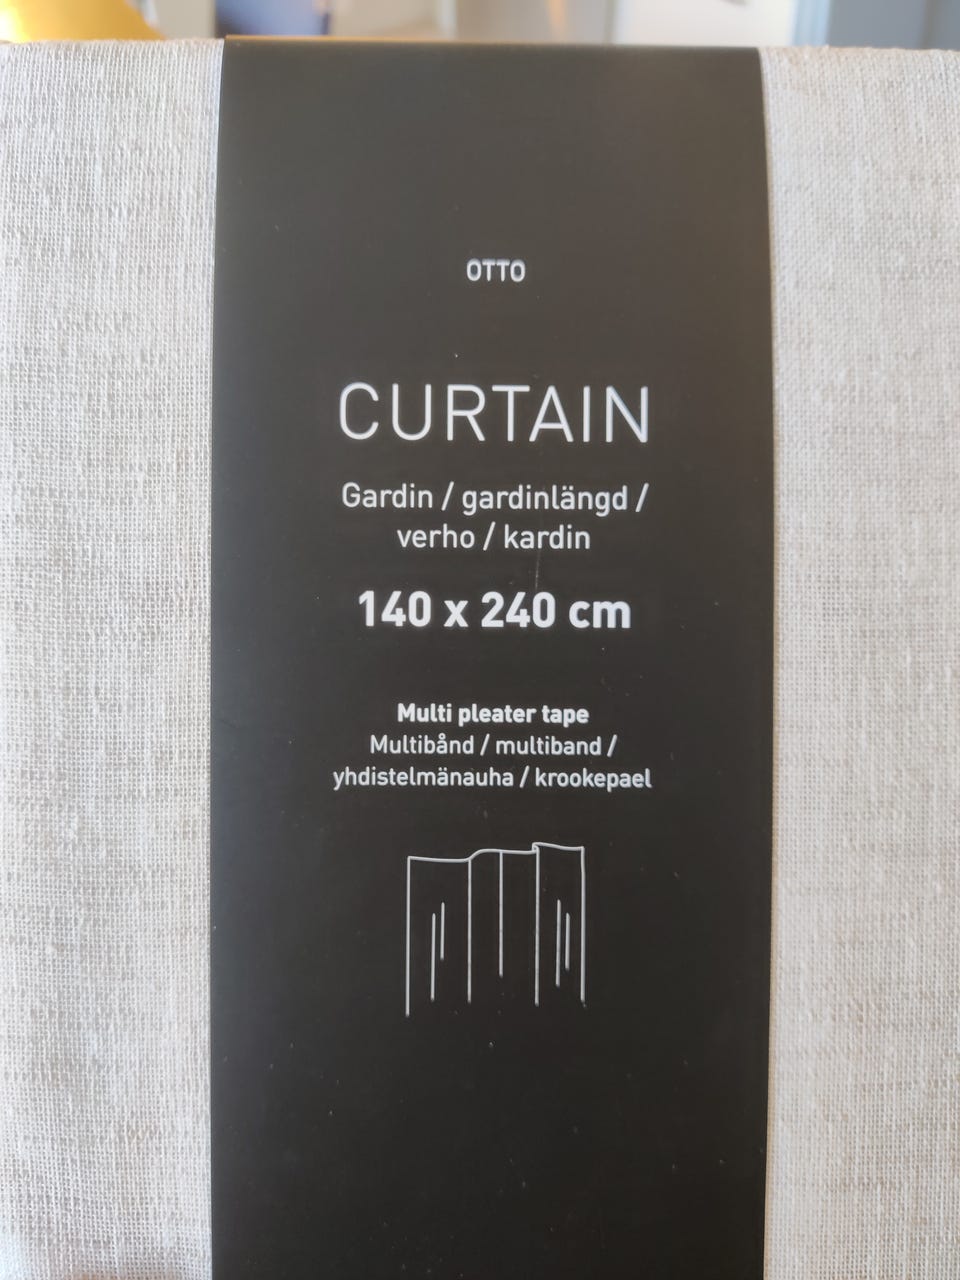 OTTO
CURTAIN
Gardin / gardinlängd /
verho / kardin
140 x 240 cm
Multi pleater tape
Multibånd / multiband /
yhdistelmänauha / krookepael